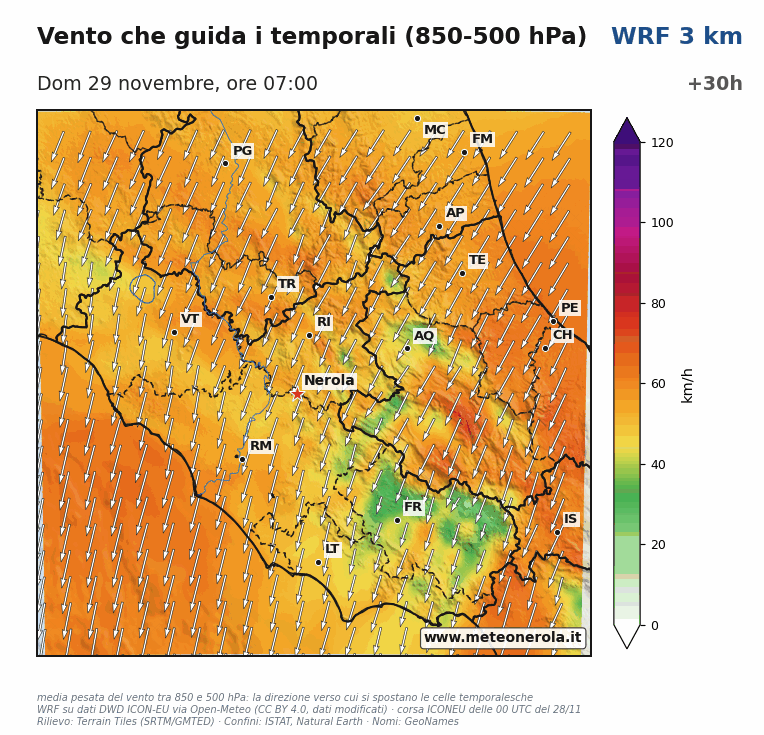 Vento che guida i temporali (850-500 hPa) WRF 3 km
Dom 29 novembre, ore 07:00 +30h
MC
FM
PG
AP
TE
TR
PE
VT
RI
AQ
CH
Nerola
RM
FR
IS
LT
www.meteonerola.it
120
100
80
60
40
20
0
km/h
media pesata del vento tra 850 e 500 hPa: la direzione verso cui si spostano le celle temporalesche
WRF su dati DWD ICON-EU via Open-Meteo (CC BY 4.0, dati modificati) · corsa ICONEU delle 00 UTC del 28/11
Rilievo: Terrain Tiles (SRTM/GMTED) · Confini: ISTAT, Natural Earth · Nomi: GeoNames